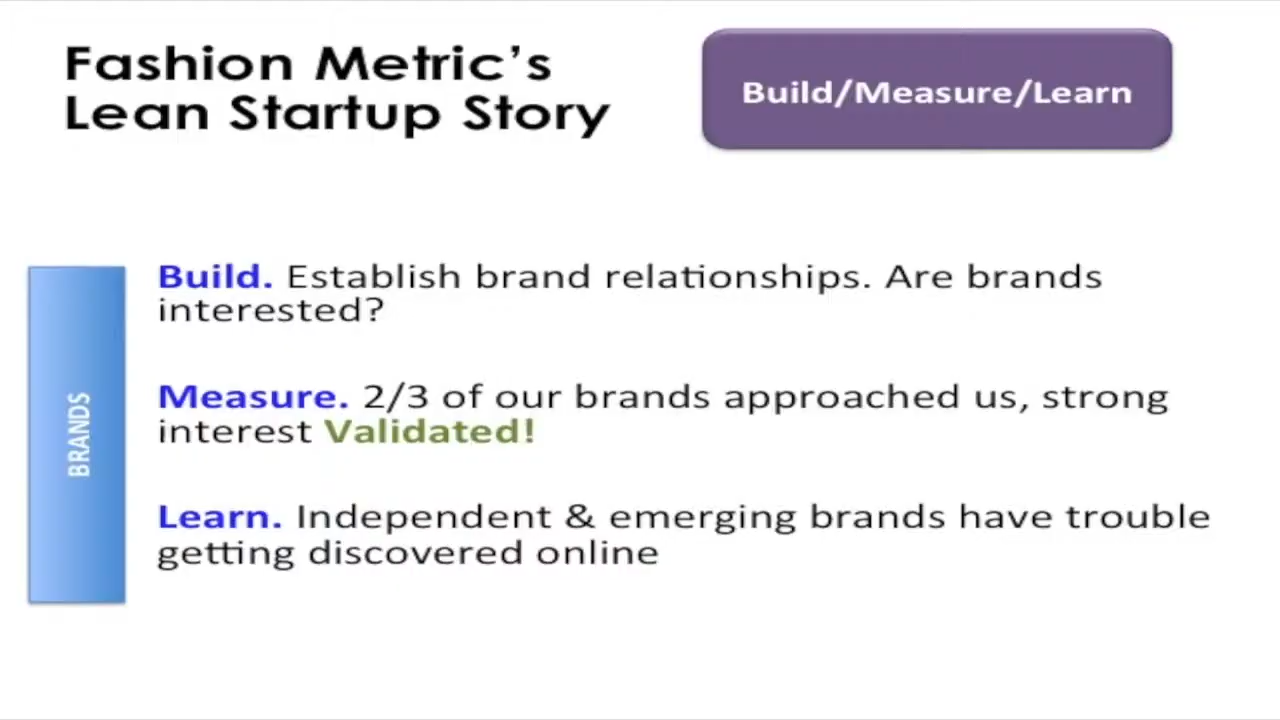 Fashion Metric's
Lean Startup Story
Build/Measure/Learn
BRANDS
Build. Establish brand relationships. Are brands
interested?
Measure. 2/3 of our brands approached us, strong
interest Validated!
Learn. Independent & emerging brands have trouble
getting discovered online